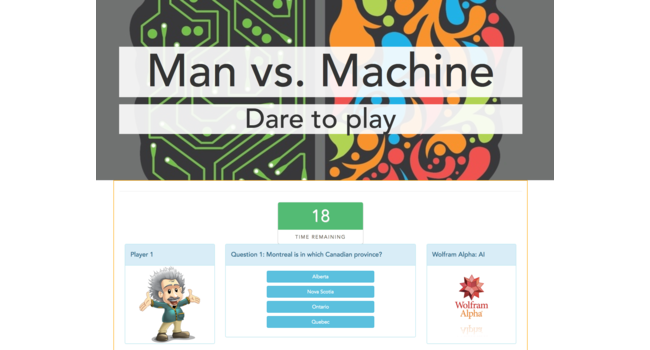 Man vs. Machine
Dare to play
18
TIME REMAINING
Player 1
Question 1: Montreal is in which Canadian province?
Wolfram Alpha: AI
Alberta
Nova Scotia
Ontario
Quebec
Wolfram
Alpha